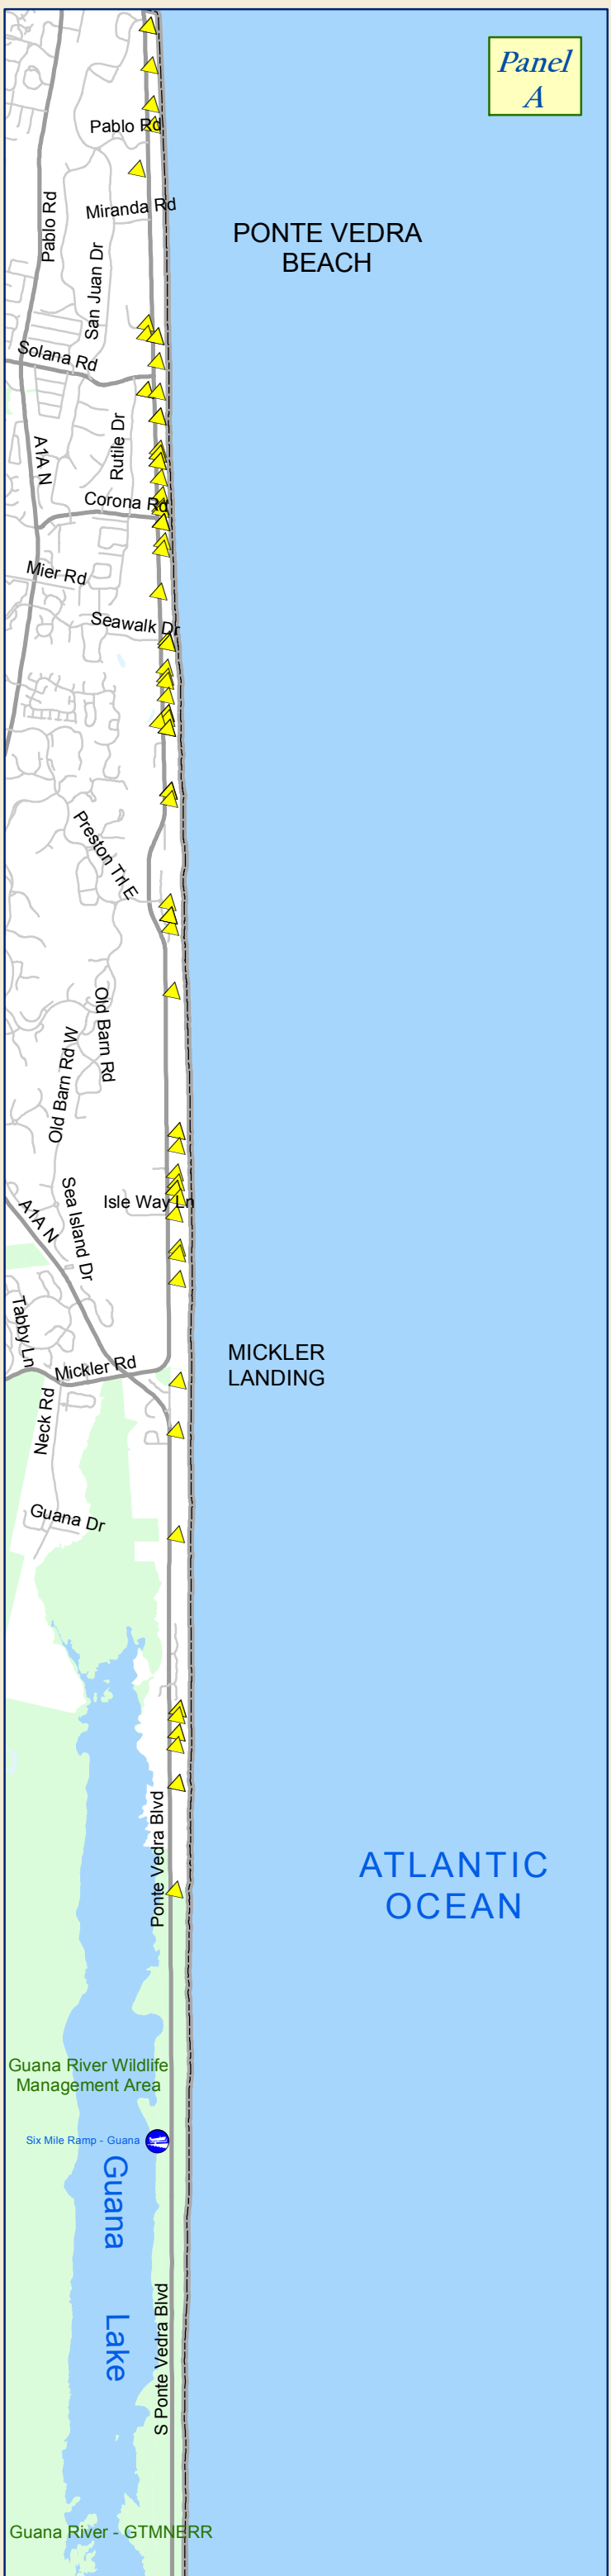 Panel
A
Pablo Rd
Miranda Rd
Pablo Rd
San Juan Dr
PONTE VEDRA
BEACH
Solana Rd
Rutile Dr
A1A N
Corona Rd
Mier Rd
Seawalk Dr
Preston Trl E
Old Barn Rd
Old Barn Rd W
Isle Way Ln
Sea Island Dr
A1A N
Tabby Ln
MICKLER
LANDING
Mickler Rd
Neck Rd
Guana Dr
Ponte Vedra Blvd
ATLANTIC
OCEAN
Guana River Wildlife
Management Area
Six Mile Ramp - Guana
Guana
Lake
S Ponte Vedra Blvd
Guana River - GTMNERR